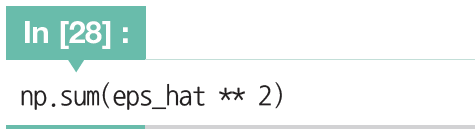 In [28] :
np.sum(eps_hat ** 2)